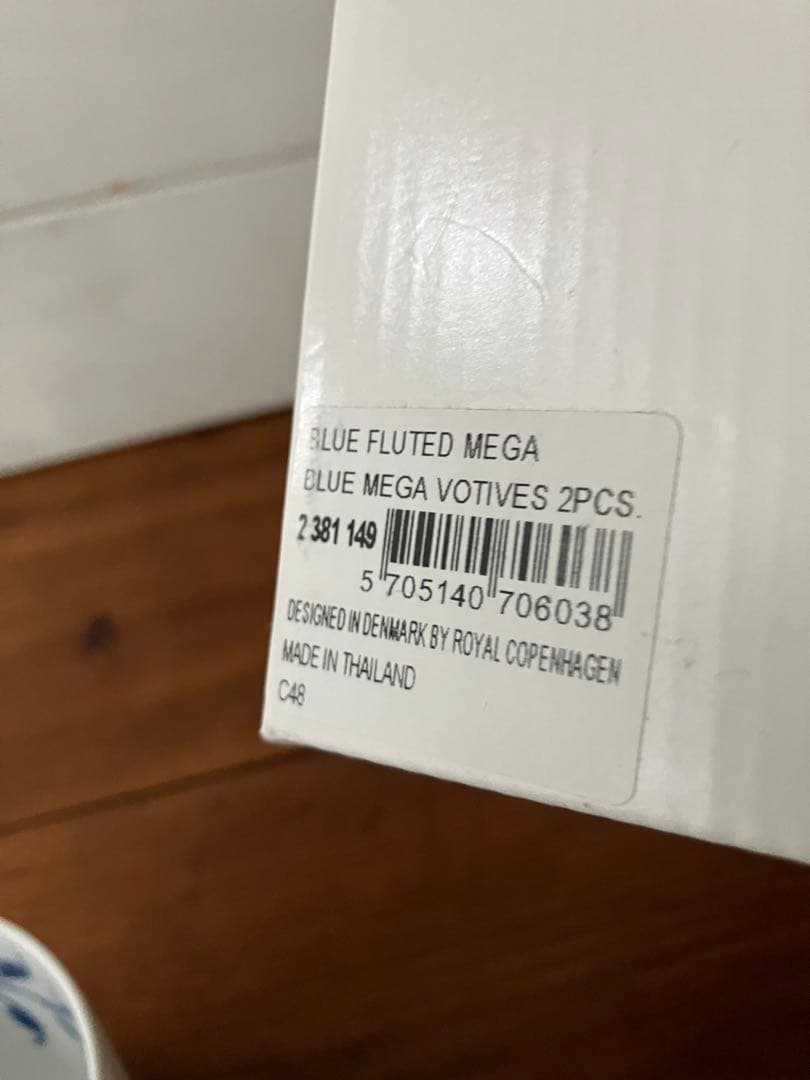 BLUE FLUTED MEGA
BLUE MEGA VOTIVES 2PCS.
2 381 149
5 705140 706038
DESIGNED IN DENMARK BY ROYAL COPENHAGEN
MADE IN THAILAND
C48